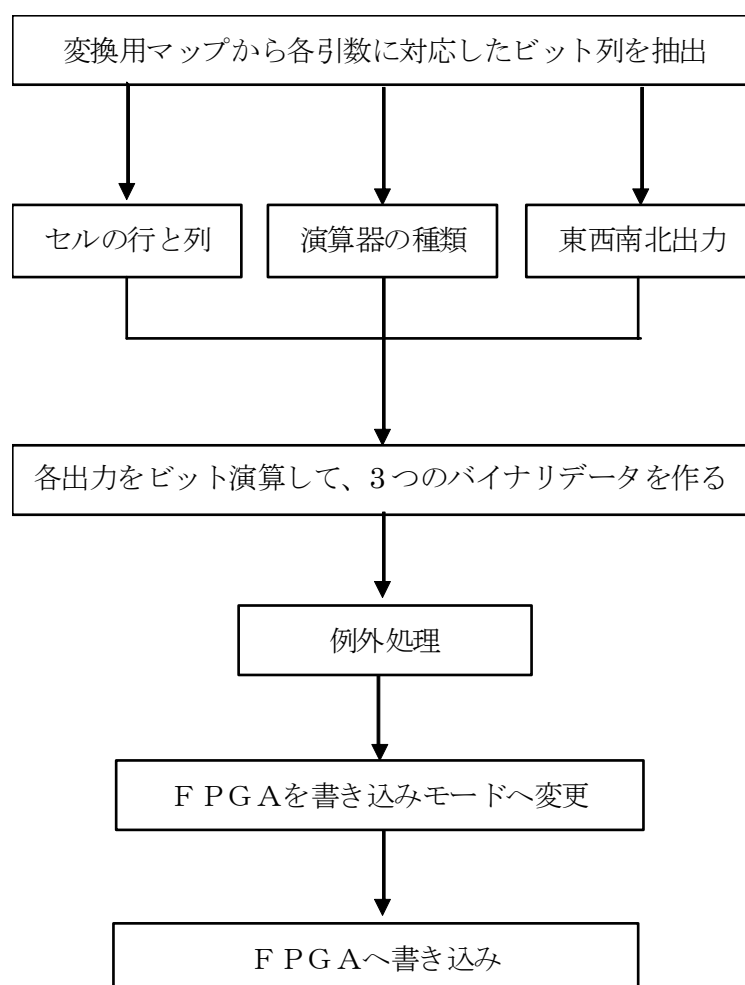 変換用マップから各引数に対応したビット列を抽出
セルの行と列
演算器の種類
東西南北出力
各出力をビット演算して、３つのバイナリデータを作る
例外処理
ＦＰＧＡを書き込みモードへ変更
ＦＰＧＡへ書き込み